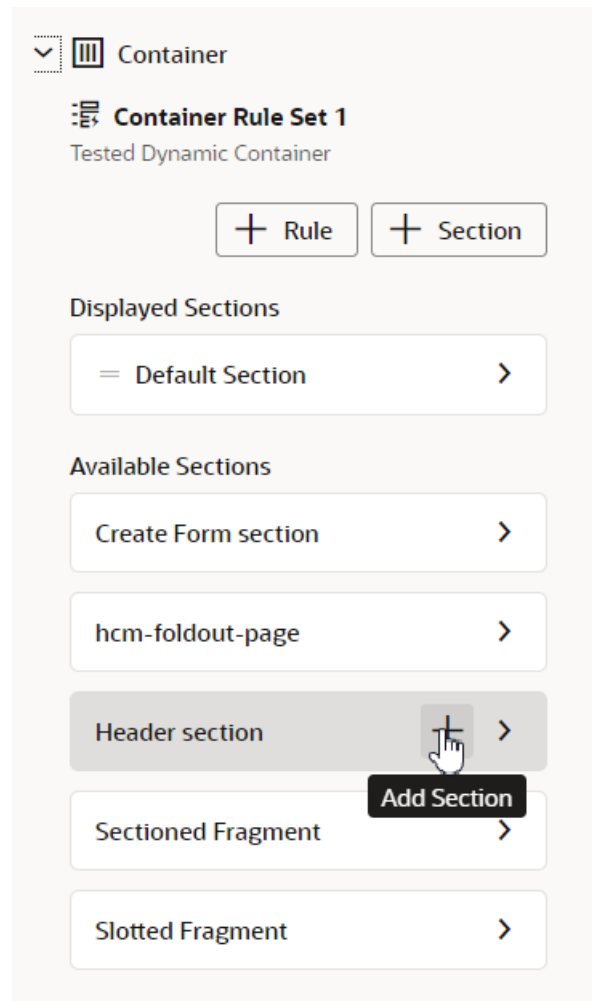 Container
Container Rule Set 1
Tested Dynamic Container
Rule
Section
Displayed Sections
Default Section
Available Sections
Create Form section
hcm-foldout-page
Header section
Add Section
Sectioned Fragment
Slotted Fragment